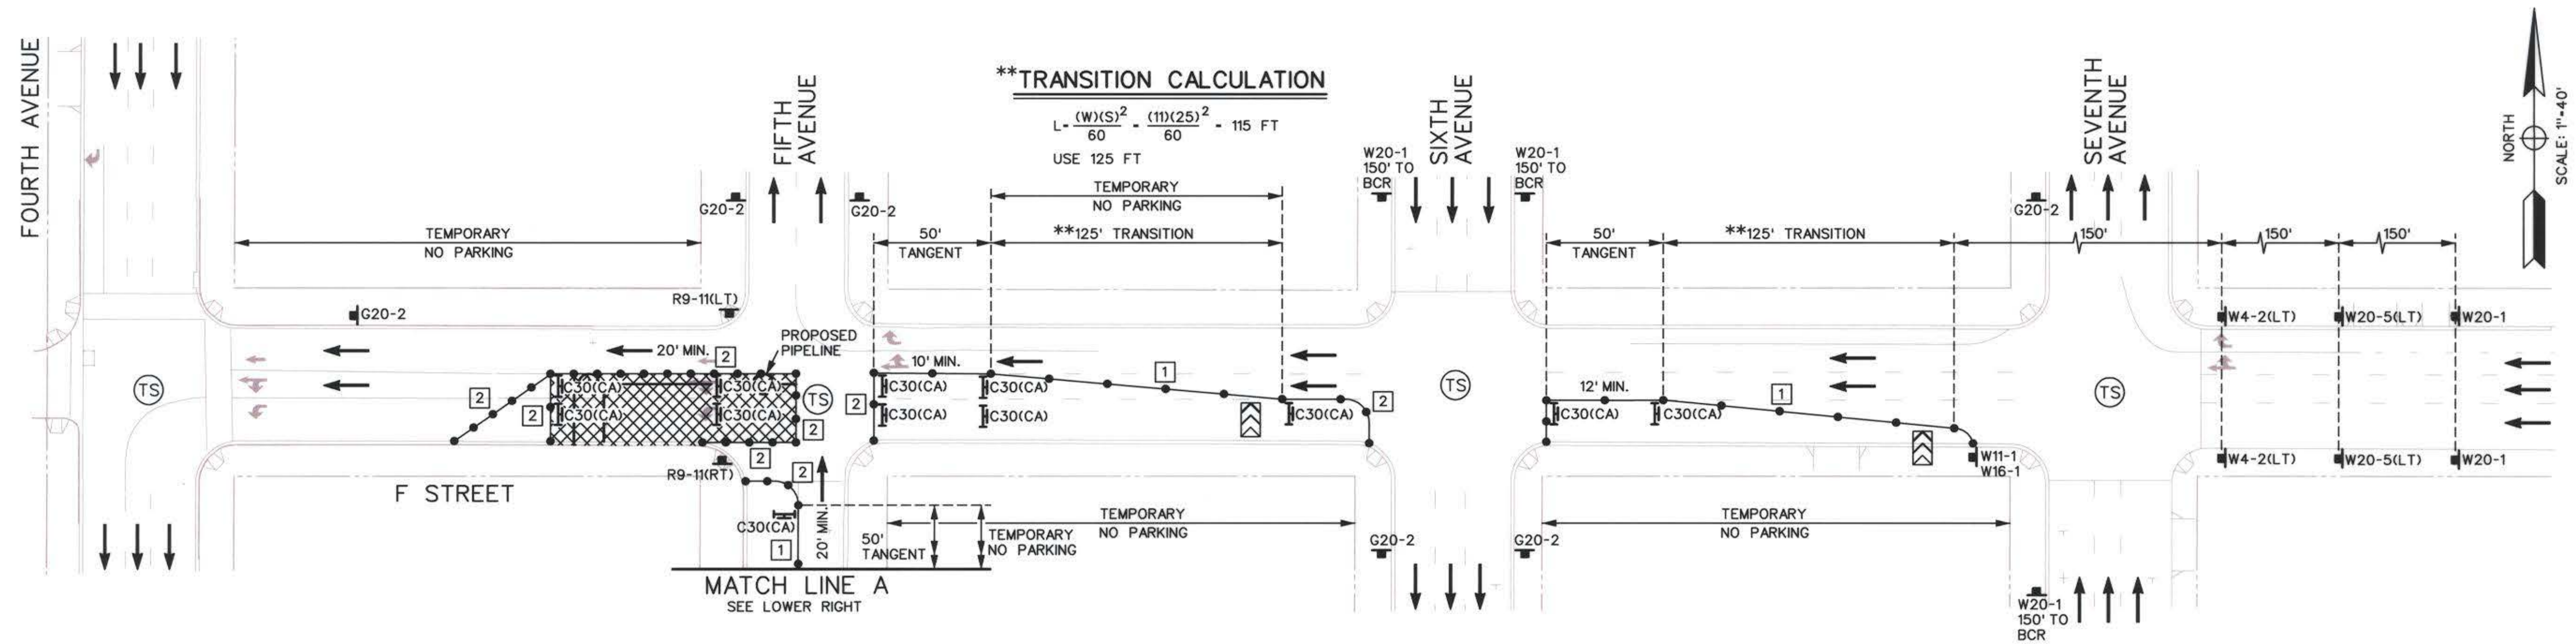 FOURTH AVENUE
**TRANSITION CALCULATION
L-(W)(S)²/60 - (11)(25)²/60 - 115 FT
USE 125 FT
FIFTH
AVENUE
SIXTH
AVENUE
SEVENTH
AVENUE
NORTH
SCALE: 1"-40'
W20-1
150' TO
BCR
W20-1
150' TO
BCR
G20-2
G20-2
G20-2
TEMPORARY
NO PARKING
TEMPORARY
NO PARKING
50'
TANGENT
**125' TRANSITION
50'
TANGENT
**125' TRANSITION
150'
150'
150'
R9-11(LT)
G20-2
PROPOSED
PIPELINE
W4-2(LT)
W20-5(LT)
W20-1
20' MIN.
2
10' MIN.
1
12' MIN.
1
TS
2
2
C30(CA)
C30(CA)
C30(CA)
C30(CA)
TS
2
2
C30(CA)
C30(CA)
C30(CA)
C30(CA)
C30(CA)
2
TS
C30(CA)
C30(CA)
TS
W11-1
W16-1
W4-2(LT)
W20-5(LT)
W20-1
R9-11(RT)
2
2
F STREET
C30(CA)
1
20' MIN.
50'
TANGENT
TEMPORARY
NO PARKING
TEMPORARY
NO PARKING
TEMPORARY
NO PARKING
G20-2
G20-2
MATCH LINE A
SEE LOWER RIGHT
W20-1
150' TO
BCR